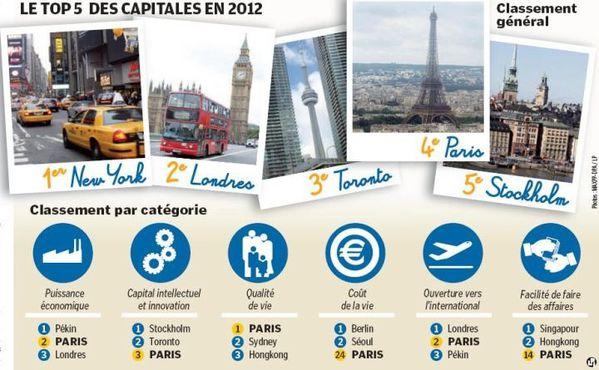 LE TOP 5 DES CAPITALES EN 2012
Classement
général
1er New York
2e Londres
3e Toronto
4e Paris
5e Stockholm
Classement par catégorie
Puissance
économique
1 Pékin
2 PARIS
3 Londres
Capital intellectuel
et innovation
1 Stockholm
2 Toronto
3 PARIS
Qualité
de vie
1 PARIS
2 Sydney
3 Hongkong
Coût
de la vie
1 Berlin
2 Séoul
24 PARIS
Ouverture vers
l'international
1 Londres
2 PARIS
3 Pékin
Facilité de faire
des affaires
1 Singapour
2 Hongkong
14 PARIS